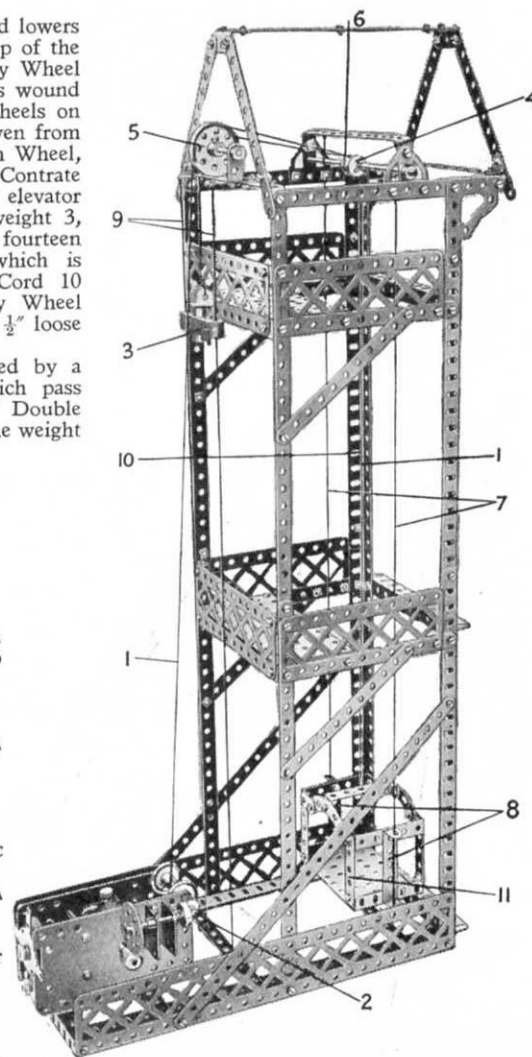 d lowers
p of the
y Wheel
s wound
heels on
ven from
n Wheel,
Contrate
elevator
veight 3,
fourteen
which is
Cord 10
y Wheel
½″ loose
ed by a
ich pass
Double
e weight
6
4
5
9
3
10
1
7
1
8
11
2